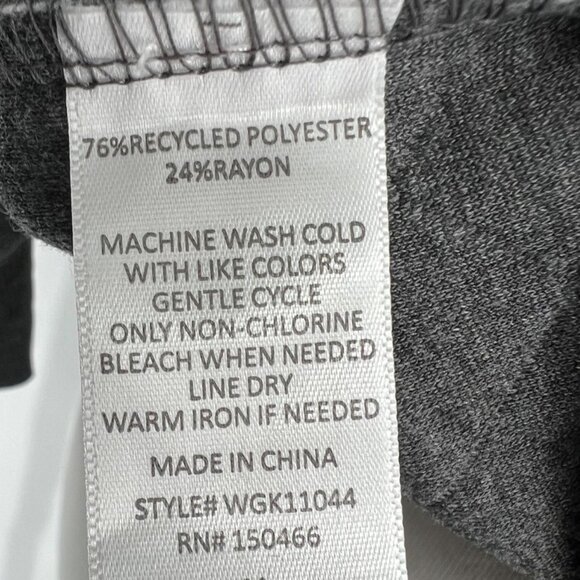 76%RECYCLED POLYESTER
24%RAYON
MACHINE WASH COLD
WITH LIKE COLORS
GENTLE CYCLE
ONLY NON-CHLORINE
BLEACH WHEN NEEDED
LINE DRY
WARM IRON IF NEEDED
MADE IN CHINA
STYLE# WGK11044
RN# 150466